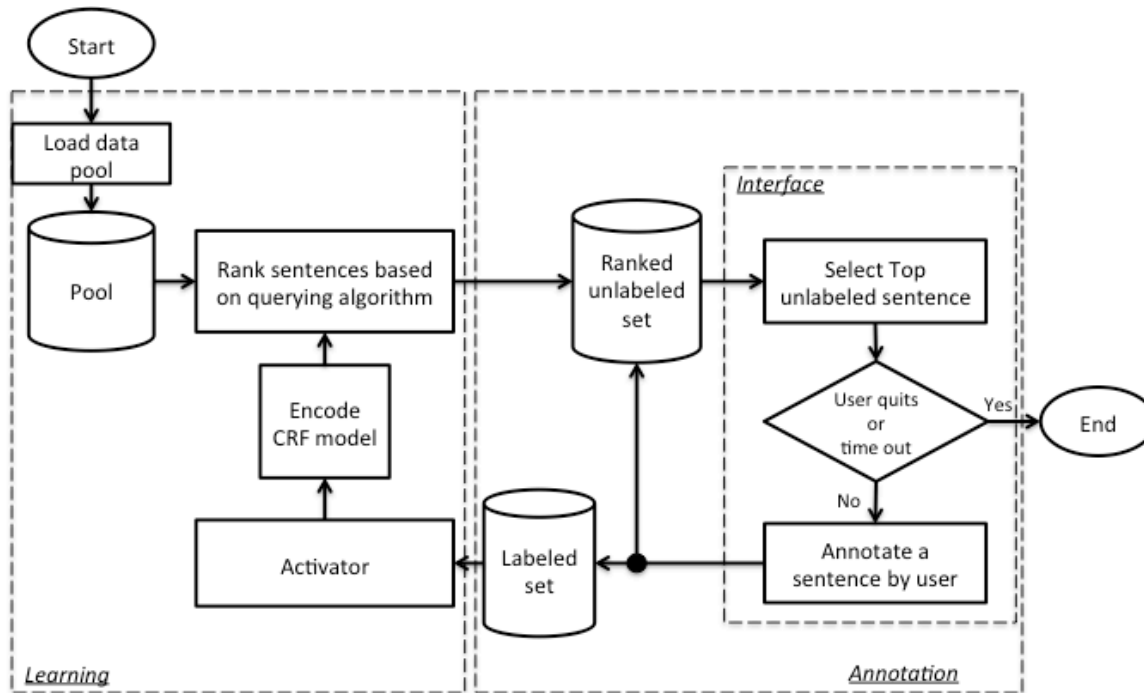 Start
Load data
pool
Pool
Rank sentences based
on querying algorithm
Encode
CRF model
Activator
Learning
Ranked
unlabeled
set
Labeled
set
Interface
Select Top
unlabeled sentence
User quits
or
time out
Yes
End
No
Annotate a
sentence by user
Annotation